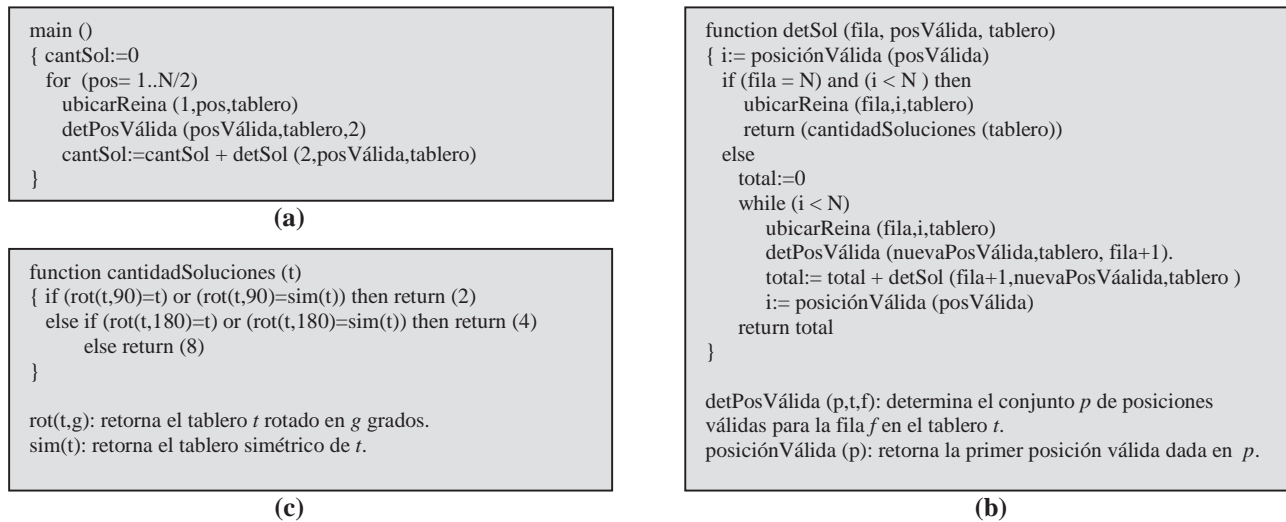 main ()
{ cantSol:=0
for (pos= 1..N/2)
ubicarReina (1,pos,tablero)
detPosVálida (posVálida,tablero,2)
cantSol:=cantSol + detSol (2,posVálida,tablero)
}
(a)
function cantidadSoluciones (t)
{ if (rot(t,90)=t) or (rot(t,90)=sim(t)) then return (2)
else if (rot(t,180)=t) or (rot(t,180)=sim(t)) then return (4)
else return (8)
}
rot(t,g): retorna el tablero t rotado en g grados.
sim(t): retorna el tablero simétrico de t.
(c)
function detSol (fila, posVálida, tablero)
{ i:= posiciónVálida (posVálida)
if (fila = N) and (i < N ) then
ubicarReina (fila,i,tablero)
return (cantidadSoluciones (tablero))
else
total:=0
while (i < N)
ubicarReina (fila,i,tablero)
detPosVálida (nuevaPosVálida,tablero, fila+1).
total:= total + detSol (fila+1,nuevaPosVáalida,tablero )
i:= posiciónVálida (posVálida)
return total
}
detPosVálida (p,t,f): determina el conjunto p de posiciones
válidas para la fila f en el tablero t.
posiciónVálida (p): retorna la primer posición válida dada en p.
(b)